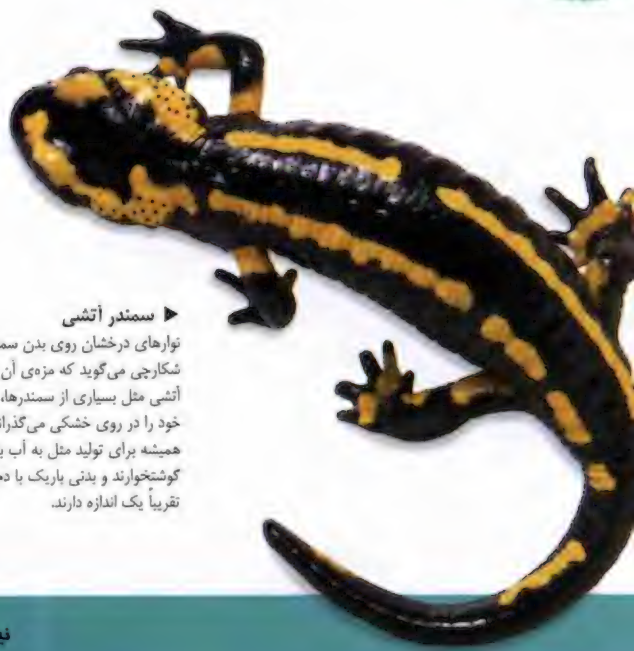 ◀ سمندر آتشی
نوارهای درخشان روی بدن
شکارچی می‌گوید که مزه‌ی آن
آتشی مثل بسیاری از سمندرها،
خود را در روی خشکی
همیشه برای تولید مثل به آب
گوشتخوارند و بدنی باریک با
تقریباً یک اندازه دارند.